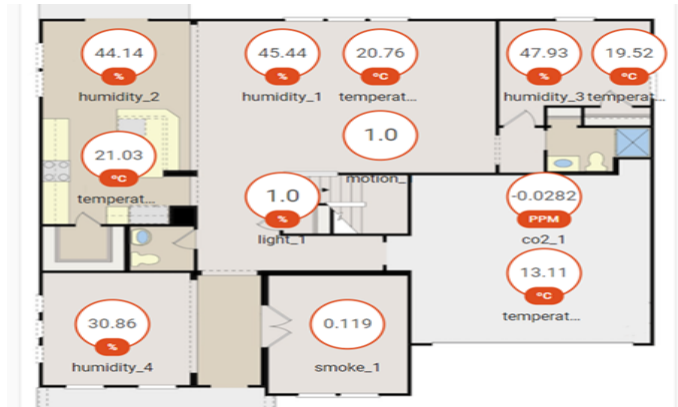 44.14
%
humidity_2
45.44
%
humidity_1
20.76
°C
temperat...
47.93
%
humidity_3
19.52
°C
temperat...
1.0
motion_
21.03
°C
temperat...
1.0
%
light_1
-0.0282
PPM
co2_1
13.11
°C
temperat...
30.86
%
humidity_4
0.119
smoke_1